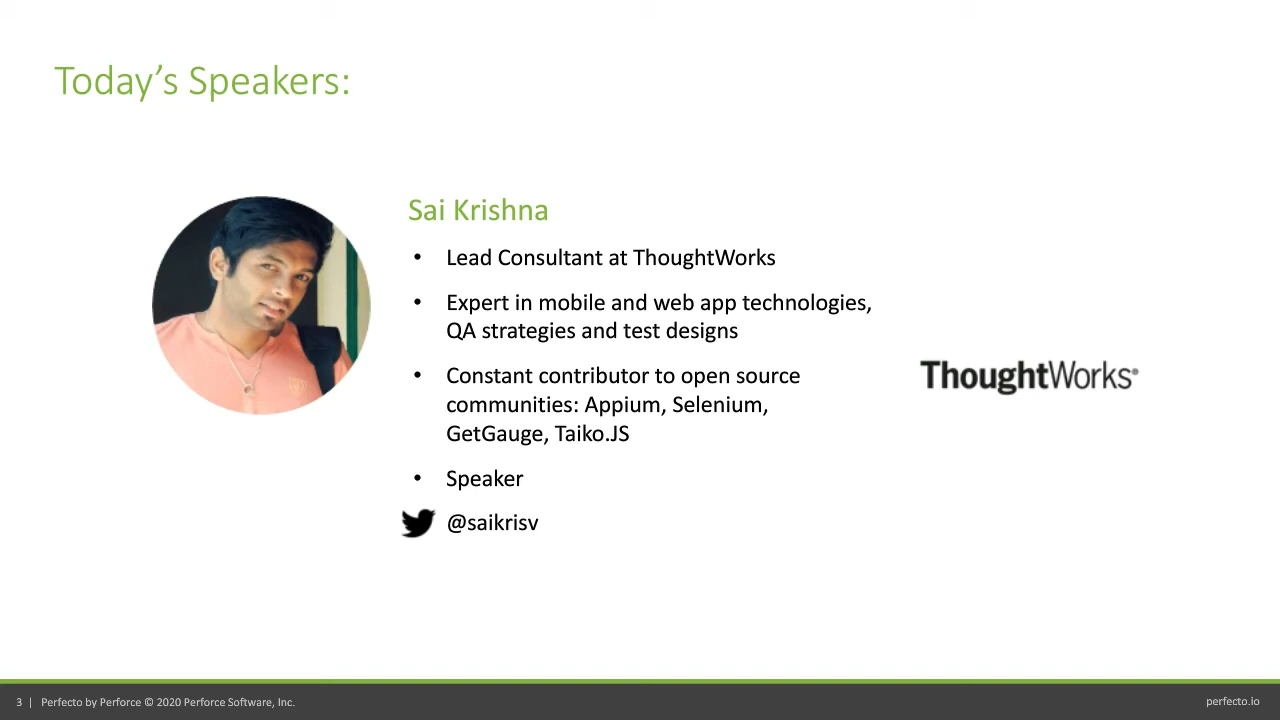 Today’s Speakers:
Sai Krishna
• Lead Consultant at ThoughtWorks
• Expert in mobile and web app technologies,
QA strategies and test designs
• Constant contributor to open source
communities: Appium, Selenium,
GetGauge, Taiko.JS
• Speaker
@saikrisv
ThoughtWorks®
3 | Perfecto by Perforce © 2020 Perforce Software, Inc.
perfecto.io